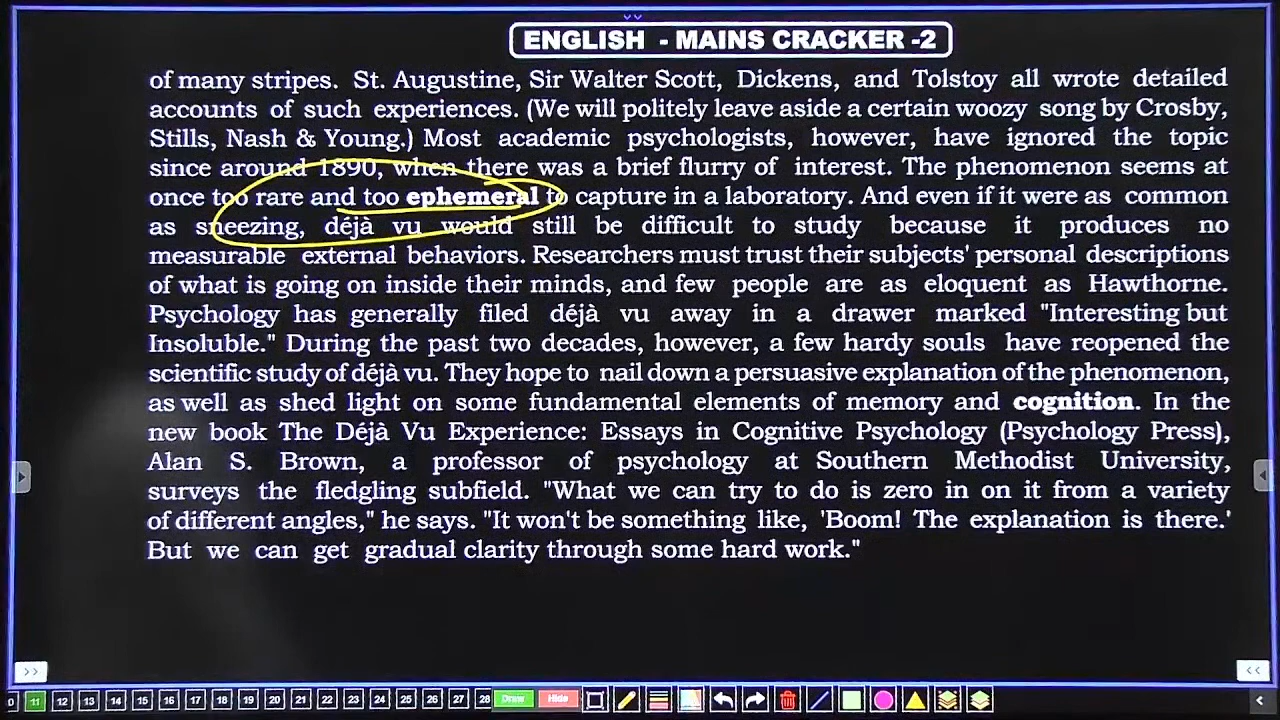 ENGLISH - MAINS CRACKER -2
of many stripes. St. Augustine, Sir Walter Scott, Dickens, and Tolstoy all wrote detailed
accounts of such experiences. (We will politely leave aside a certain woozy song by Crosby,
Stills, Nash & Young.) Most academic psychologists, however, have ignored the topic
since around 1890, when there was a brief flurry of interest. The phenomenon seems at
once too rare and too ephemeral to capture in a laboratory. And even if it were as common
as sneezing, déjà vu would still be difficult to study because it produces no
measurable external behaviors. Researchers must trust their subjects' personal descriptions
of what is going on inside their minds, and few people are as eloquent as Hawthorne.
Psychology has generally filed déjà vu away in a drawer marked "Interesting but
Insoluble." During the past two decades, however, a few hardy souls have reopened the
scientific study of déjà vu. They hope to nail down a persuasive explanation of the phenomenon,
as well as shed light on some fundamental elements of memory and cognition. In the
new book The Déjà Vu Experience: Essays in Cognitive Psychology (Psychology Press),
Alan S. Brown, a professor of psychology at Southern Methodist University,
surveys the fledgling subfield. "What we can try to do is zero in on it from a variety
of different angles," he says. "It won't be something like, 'Boom! The explanation is there.'
But we can get gradual clarity through some hard work."
>> <<
0 11 12 13 14 15 16 17 18 19 20 21 22 23 24 25 26 27 28 Draw Hide